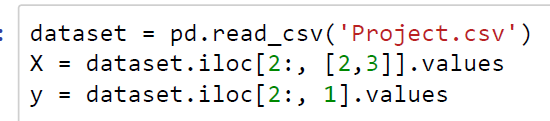 :
dataset = pd.read_csv('Project.csv')
X = dataset.iloc[2:, [2,3]].values
y = dataset.iloc[2:, 1].values